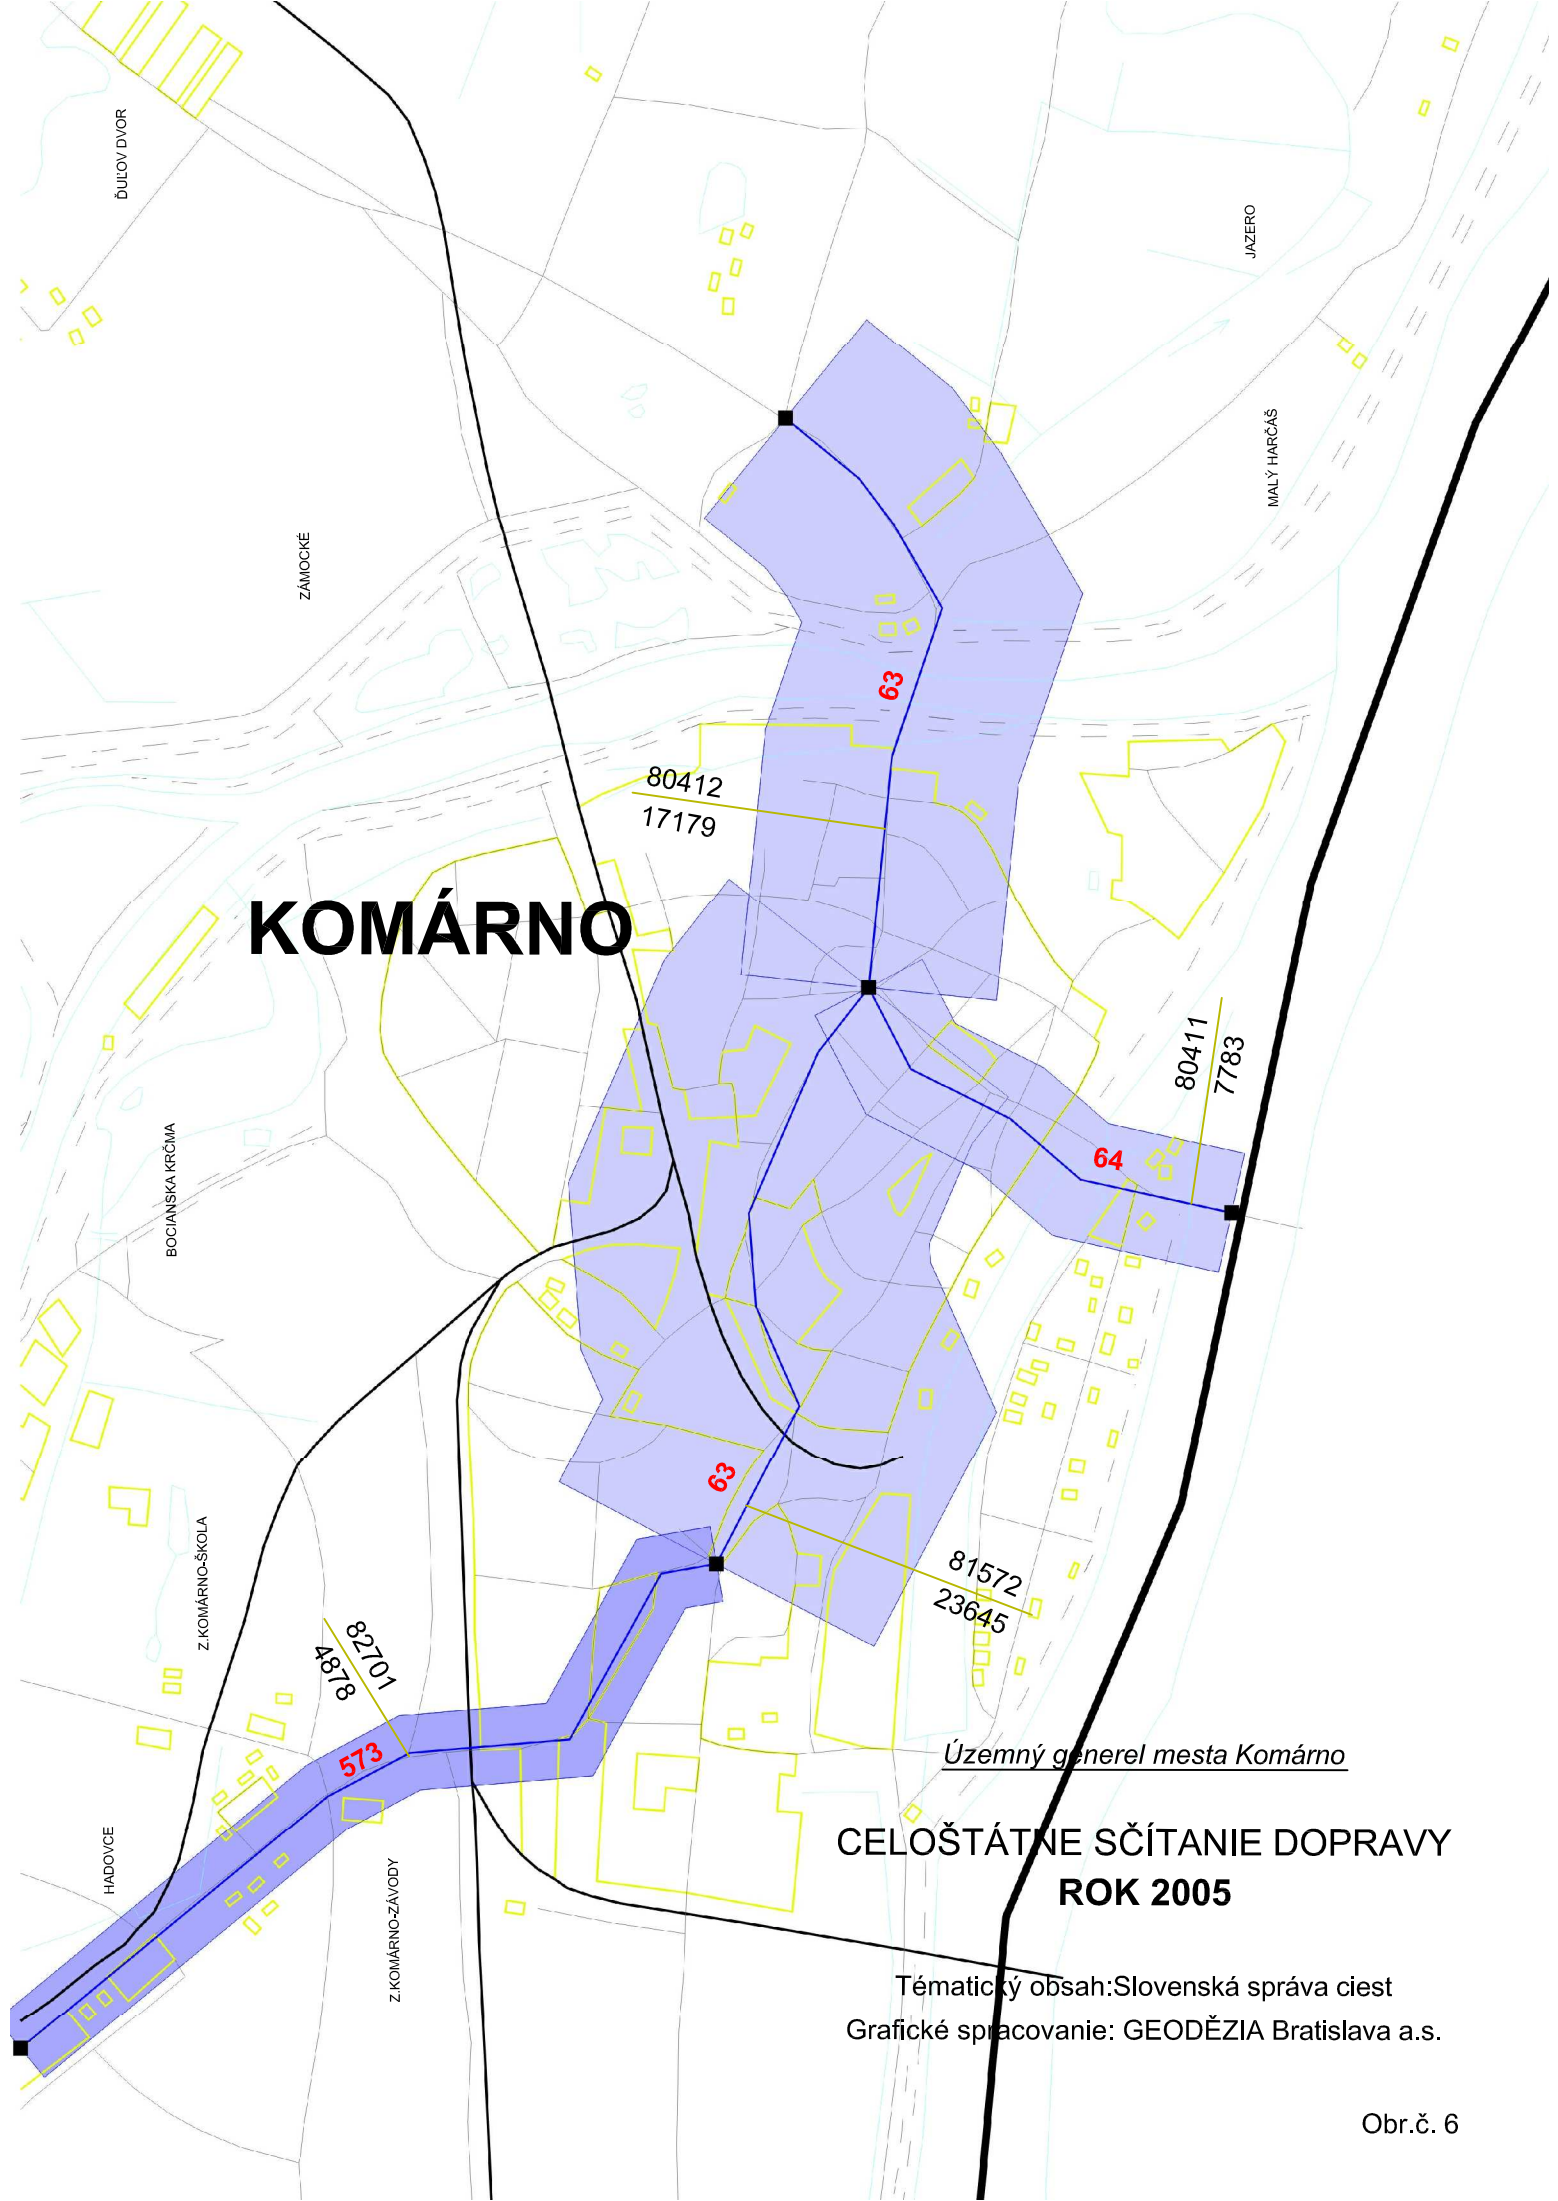 ĎULOV DVOR
JAZERO
MALÝ HARČÁŠ
ZÁMOCKÉ
63
80412
17179
KOMÁRNO
80411
7783
64
BOCIANSKA KRČMA
63
Z.KOMÁRNO-ŠKOLA
81572
23645
82701
4878
573
HADOVCE
Z.KOMÁRNO-ZÁVODY
Územný generel mesta Komárno
CELOŠTÁTNE SČÍTANIE DOPRAVY
ROK 2005
Tématický obsah:Slovenská správa ciest
Grafické spracovanie: GEODĚZIA Bratislava a.s.
Obr.č. 6